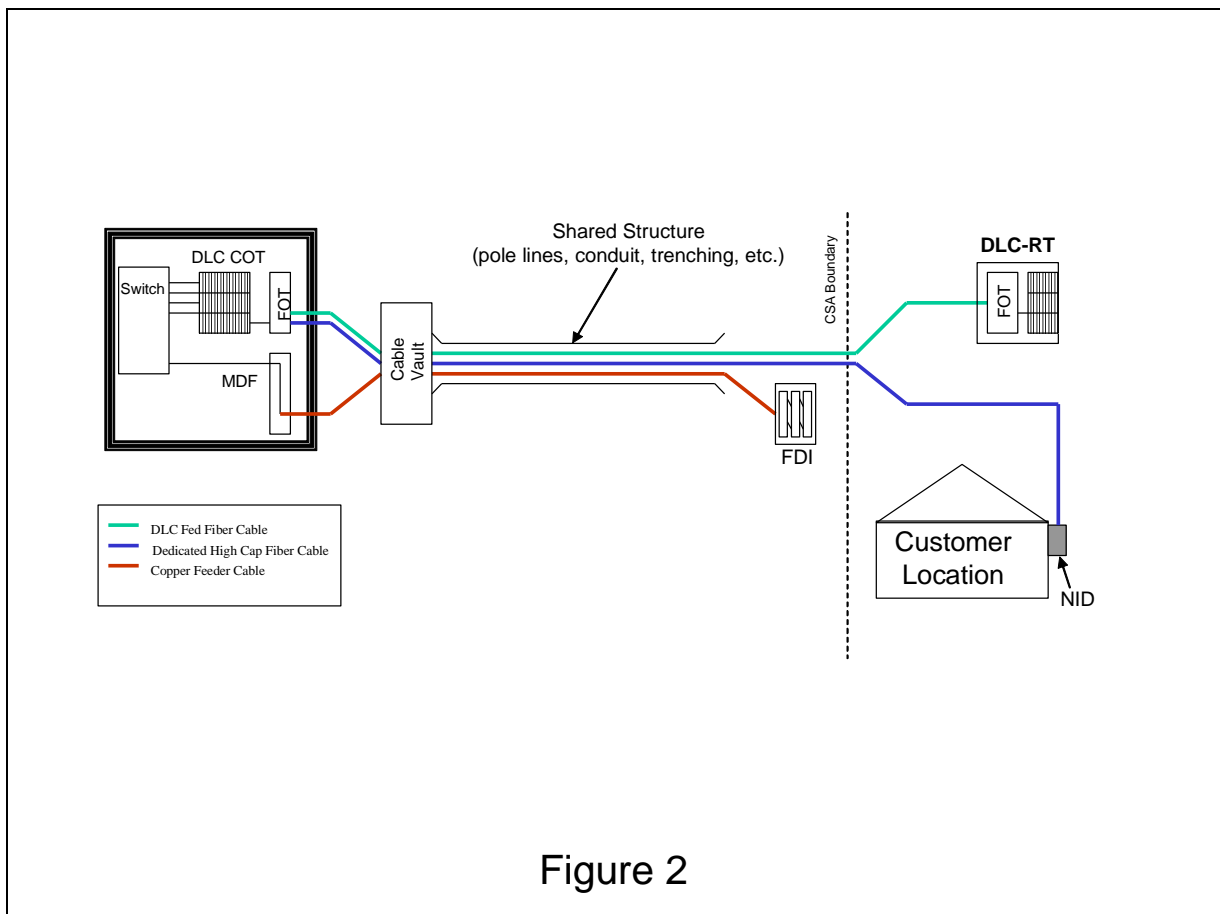 Shared Structure
(pole lines, conduit, trenching, etc.)
CSA Boundary
DLC-RT
DLC COT
Switch
FOT
FOT
Cable
Vault
MDF
FDI
DLC Fed Fiber Cable
Dedicated High Cap Fiber Cable
Copper Feeder Cable
Customer
Location
NID
Figure 2